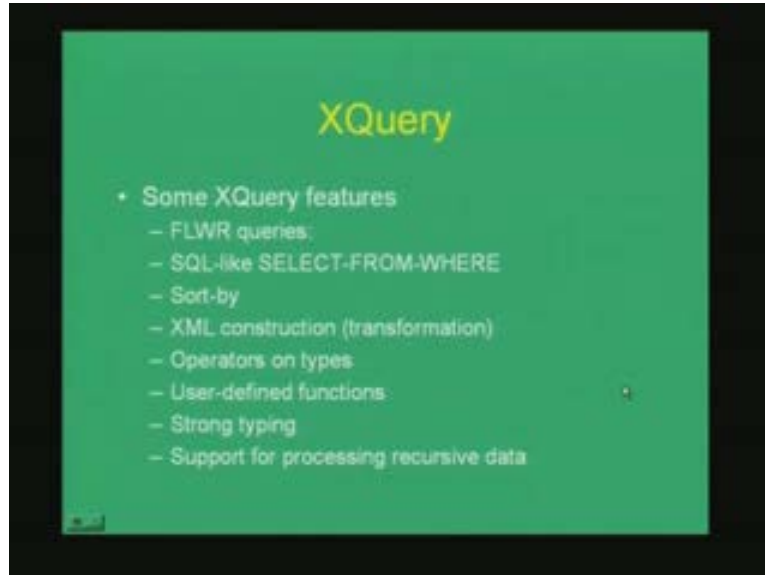 XQuery
• Some XQuery features
– FLWR queries:
– SQL-like SELECT-FROM-WHERE
– Sort-by
– XML construction (transformation)
– Operators on types
– User-defined functions
– Strong typing
– Support for processing recursive data